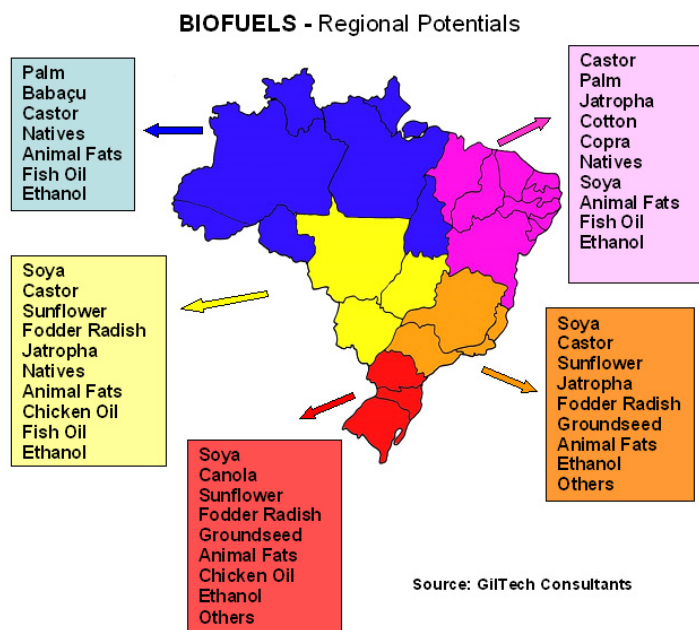 BIOFUELS - Regional Potentials
Palm
Babaçu
Castor
Natives
Animal Fats
Fish Oil
Ethanol
Castor
Palm
Jatropha
Cotton
Copra
Natives
Soya
Animal Fats
Fish Oil
Ethanol
Soya
Castor
Sunflower
Fodder Radish
Jatropha
Natives
Animal Fats
Chicken Oil
Fish Oil
Ethanol
Soya
Castor
Sunflower
Jatropha
Fodder Radish
Groundseed
Animal Fats
Ethanol
Others
Soya
Canola
Sunflower
Fodder Radish
Groundseed
Animal Fats
Chicken Oil
Ethanol
Others
Source: GilTech Consultants